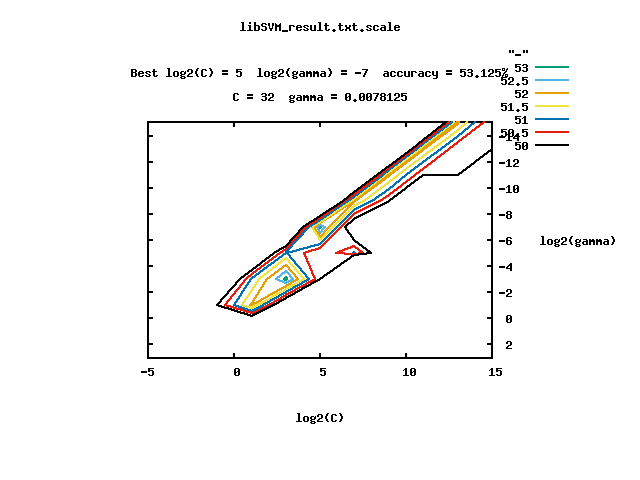 libSVM_result.txt.scale
"-"
Best log2(C) = 5  log2(gamma) = -7  accuracy = 53.125%
C = 32  gamma = 0.0078125
53
52.5
52
51.5
51
50.5
50
-14
-12
-10
-8
-6
-4
-2
0
2
log2(gamma)
-5 0 5 10 15
log2(C)